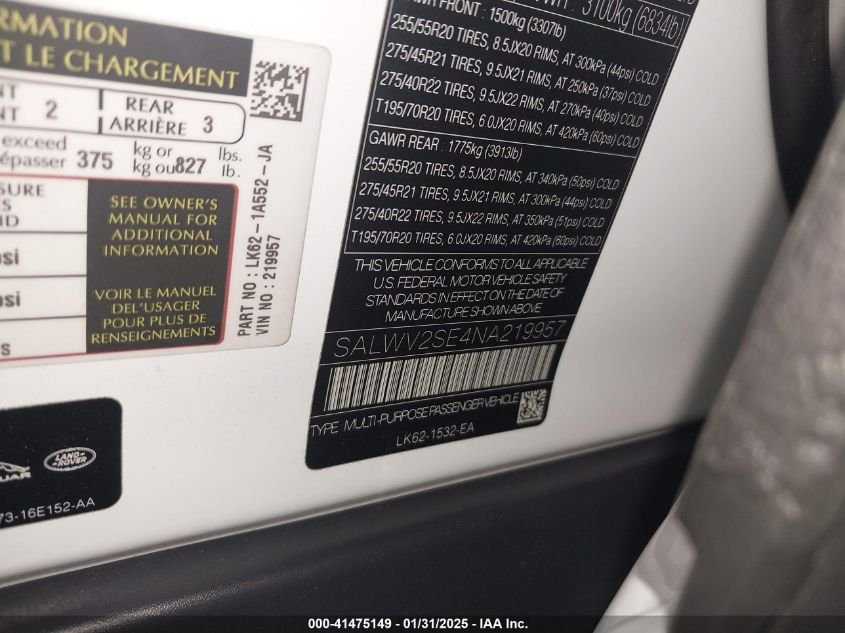 RMATION
T LE CHARGEMENT
NT 2 REAR
NT ARRIÈRE 3
exceed
épasser 375 kg or 827 lbs.
kg ou lb.
SURE
S
ID
SEE OWNER'S
MANUAL FOR
ADDITIONAL
INFORMATION
si
si
s
VOIR LE MANUEL
DEL'USAGER
POUR PLUS DE
RENSEIGNEMENTS
PART NO : LK62-1A552-JA
VIN NO : 219957
3100kg (6834lb)
GAWR FRONT : 1500kg (3307lb)
255/55R20 TIRES, 8.5JX20 RIMS, AT 300kPa (44psi) COLD
275/45R21 TIRES, 9.5JX21 RIMS, AT 250kPa (37psi) COLD
275/40R22 TIRES, 9.5JX22 RIMS, AT 270kPa (40psi) COLD
T195/70R20 TIRES, 6.0JX20 RIMS, AT 420kPa (60psi) COLD
GAWR REAR : 1775kg (3913lb)
255/55R20 TIRES, 8.5JX20 RIMS, AT 340kPa (50psi) COLD
275/45R21 TIRES, 9.5JX21 RIMS, AT 300kPa (44psi) COLD
275/40R22 TIRES, 9.5JX22 RIMS, AT 350kPa (51psi) COLD
T195/70R20 TIRES, 6.0JX20 RIMS, AT 420kPa (60psi) COLD
THIS VEHICLE CONFORMS TO ALL APPLICABLE
U.S. FEDERAL MOTOR VEHICLE SAFETY
STANDARDS IN EFFECT ON THE DATE OF
MANUFACTURE SHOWN ABOVE
SALWV2SE4NA219957
TYPE MULTI-PURPOSE PASSENGER VEHICLE
LK62-1532-EA
UAR LAND-ROVER
73-16E152-AA
000-41475149 - 01/31/2025 - IAA Inc.